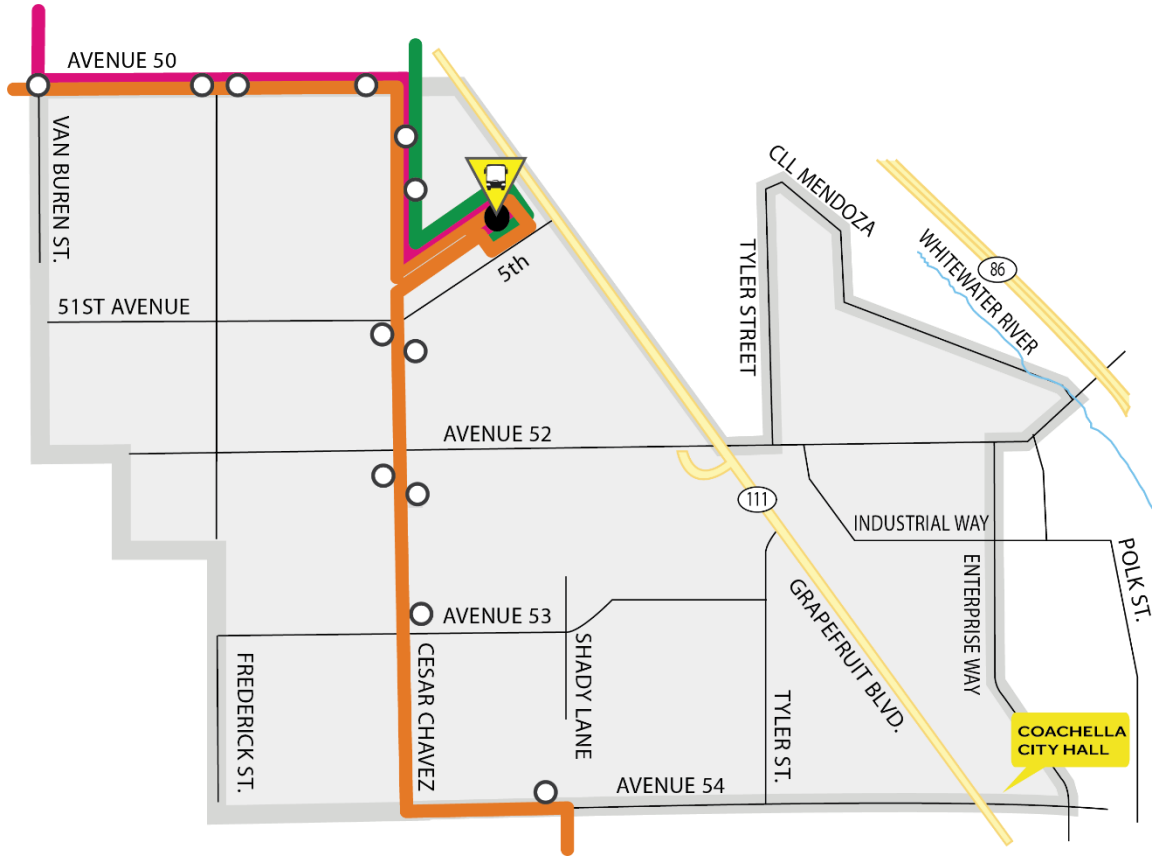 AVENUE 50
VAN BUREN ST.
CLL MENDOZA
WHITEWATER RIVER
86
TYLER STREET
5th
51ST AVENUE
AVENUE 52
111
INDUSTRIAL WAY
POLK ST.
ENTERPRISE WAY
GRAPEFRUIT BLVD.
AVENUE 53
SHADY LANE
CESAR CHAVEZ
FREDERICK ST.
TYLER ST.
COACHELLA
CITY HALL
AVENUE 54